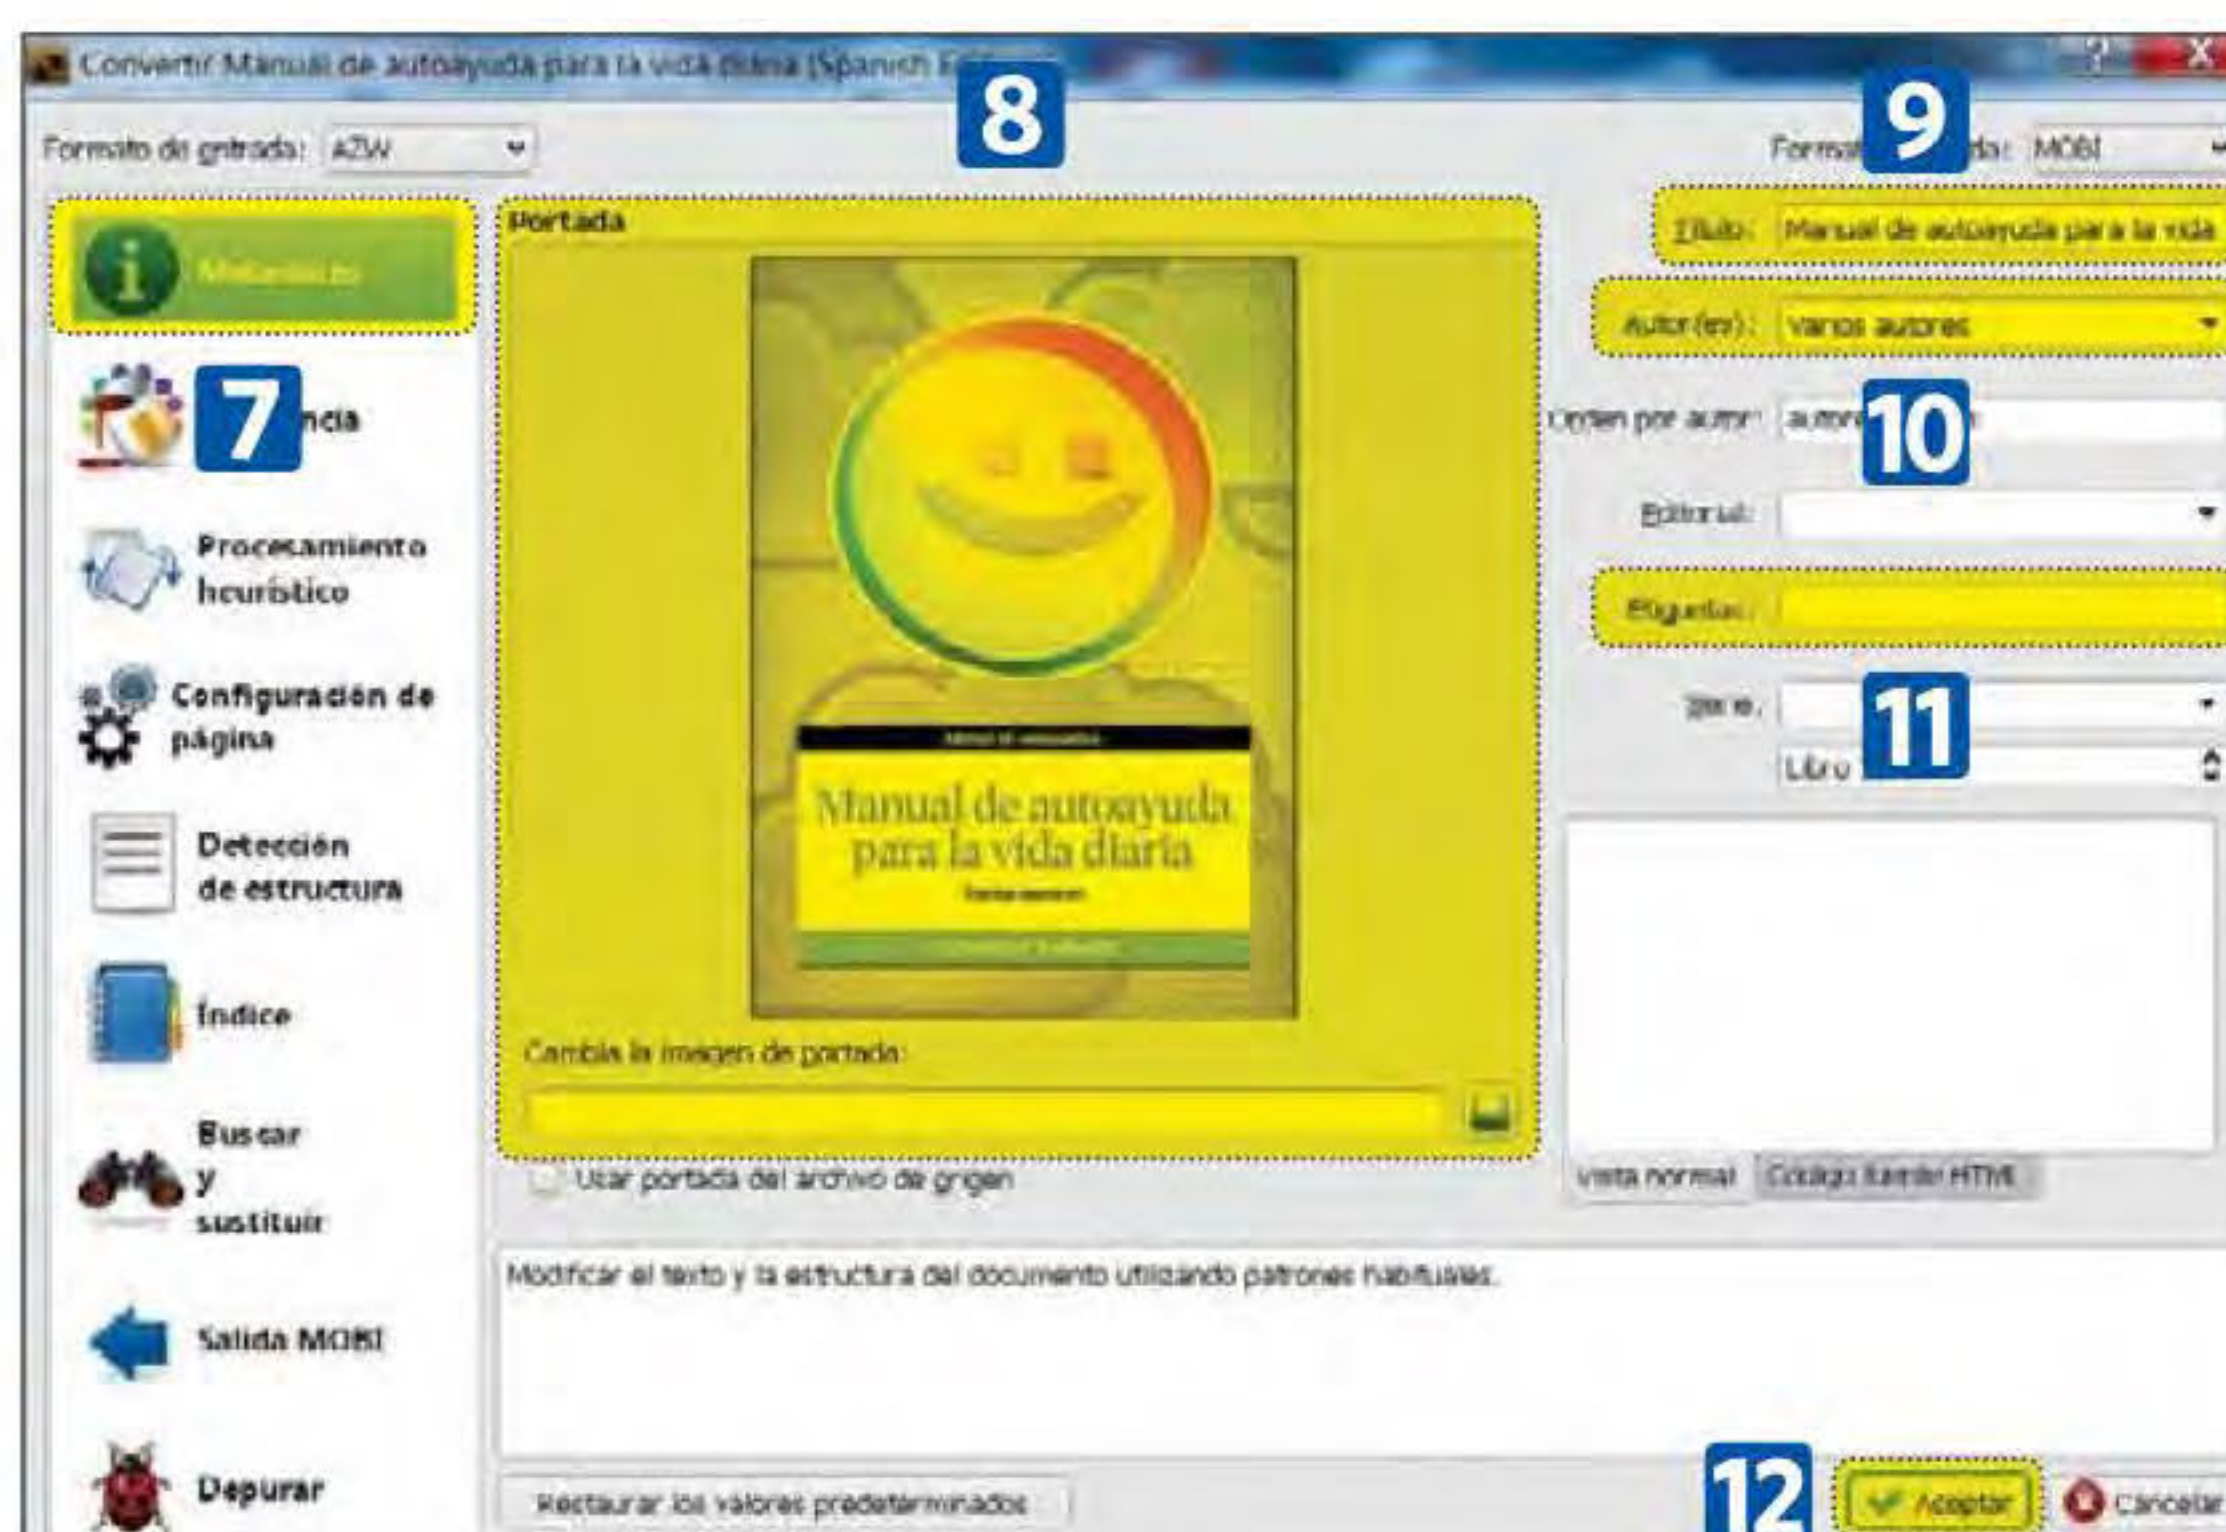 Convertir Manual de autoayuda para la vida diaria (Spanish
8
9
Formato de entrada: AZW
MOBI
Portada
Título: Manual de autoayuda para la vida
Metadatos
Autor(es): Varios autores
7
ncia
Orden por autor:
10
Editorial:
Procesamiento
heurístico
Etiquetas:
Configuración de
página
Serie:
11
Libro
Manual de autoayuda
para la vida diaria
Varios autores
Detección
de estructura
Índice
Cambia la imagen de portada:
Buscar
y
sustituir
Usar portada del archivo de origen
Vista normal
Código fuente HTML
Modificar el texto y la estructura del documento utilizando patrones habituales.
Salida MOBI
Depurar
Restaurar los valores predeterminados
12
Aceptar
Cancelar